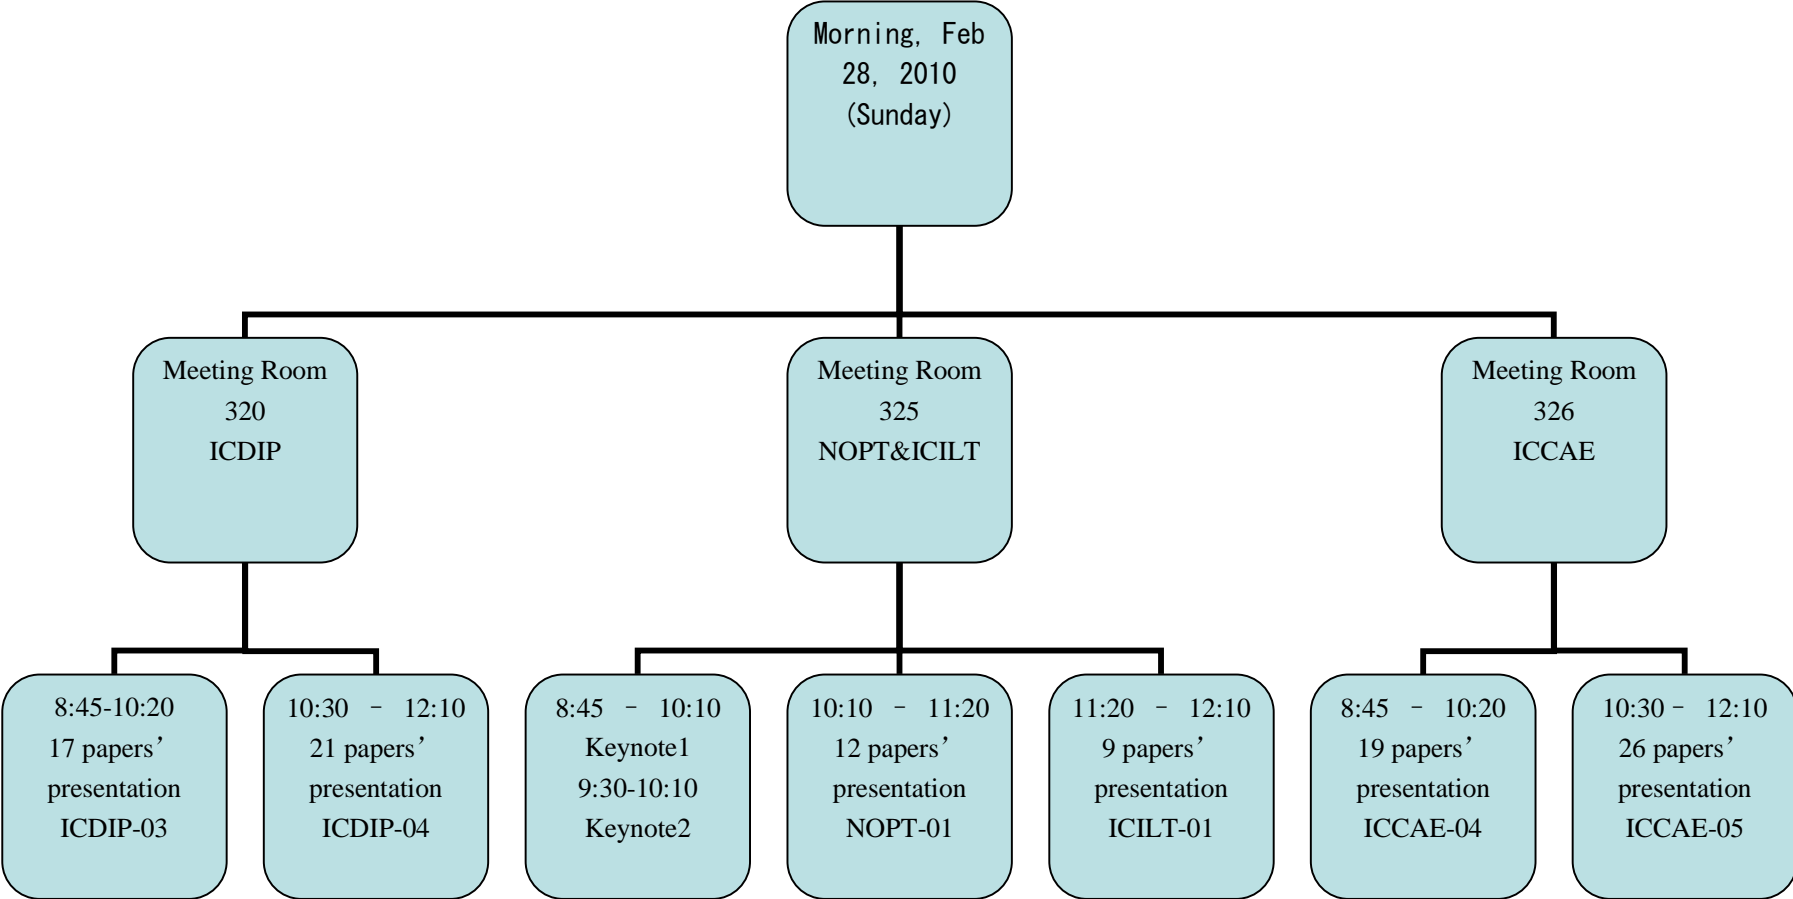 Morning, Feb
28, 2010
(Sunday)
Meeting Room
320
ICDIP
Meeting Room
325
NOPT&ICILT
Meeting Room
326
ICCAE
8:45-10:20
17 papers’
presentation
ICDIP-03
10:30 – 12:10
21 papers’
presentation
ICDIP-04
8:45 – 10:10
Keynote1
9:30-10:10
Keynote2
10:10 – 11:20
12 papers’
presentation
NOPT-01
11:20 – 12:10
9 papers’
presentation
ICILT-01
8:45 – 10:20
19 papers’
presentation
ICCAE-04
10:30– 12:10
26 papers’
presentation
ICCAE-05